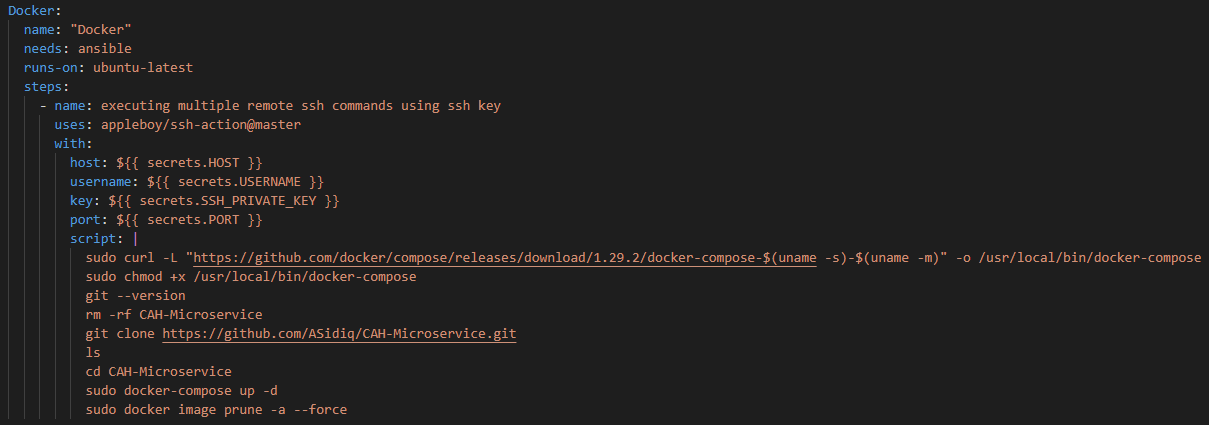 Docker:
name: "Docker"
needs: ansible
runs-on: ubuntu-latest
steps:
- name: executing multiple remote ssh commands using ssh key
uses: appleboy/ssh-action@master
with:
host: ${{ secrets.HOST }}
username: ${{ secrets.USERNAME }}
key: ${{ secrets.SSH_PRIVATE_KEY }}
port: ${{ secrets.PORT }}
script: |
sudo curl -L "https://github.com/docker/compose/releases/download/1.29.2/docker-compose-$(uname -s)-$(uname -m)" -o /usr/local/bin/docker-compose
sudo chmod +x /usr/local/bin/docker-compose
git --version
rm -rf CAH-Microservice
git clone https://github.com/ASidiq/CAH-Microservice.git
ls
cd CAH-Microservice
sudo docker-compose up -d
sudo docker image prune -a --force